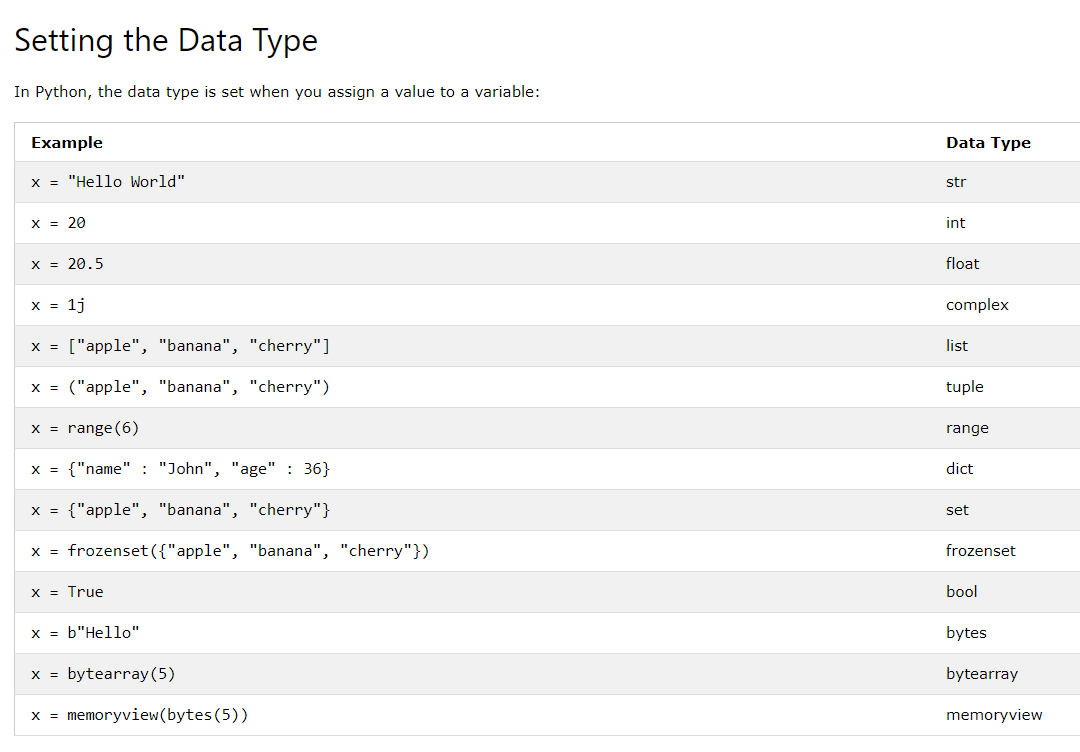 Setting the Data Type
In Python, the data type is set when you assign a value to a variable:
Example Data Type
x = "Hello World" str
x = 20 int
x = 20.5 float
x = 1j complex
x = ["apple", "banana", "cherry"] list
x = ("apple", "banana", "cherry") tuple
x = range(6) range
x = {"name" : "John", "age" : 36} dict
x = {"apple", "banana", "cherry"} set
x = frozenset({"apple", "banana", "cherry"}) frozenset
x = True bool
x = b"Hello" bytes
x = bytearray(5) bytearray
x = memoryview(bytes(5)) memoryview